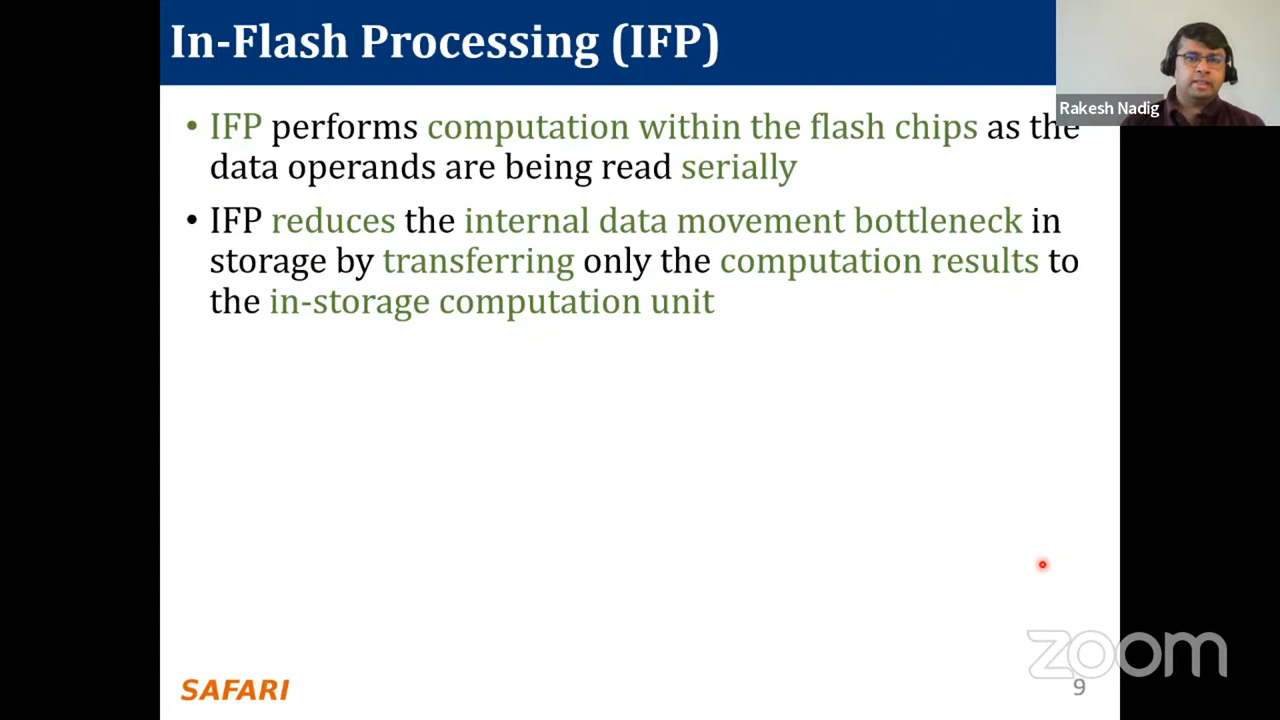 In-Flash Processing (IFP)
Rakesh Nadig
• IFP performs computation within the flash chips as the
data operands are being read serially
• IFP reduces the internal data movement bottleneck in
storage by transferring only the computation results to
the in-storage computation unit
zoom
SAFARI
9